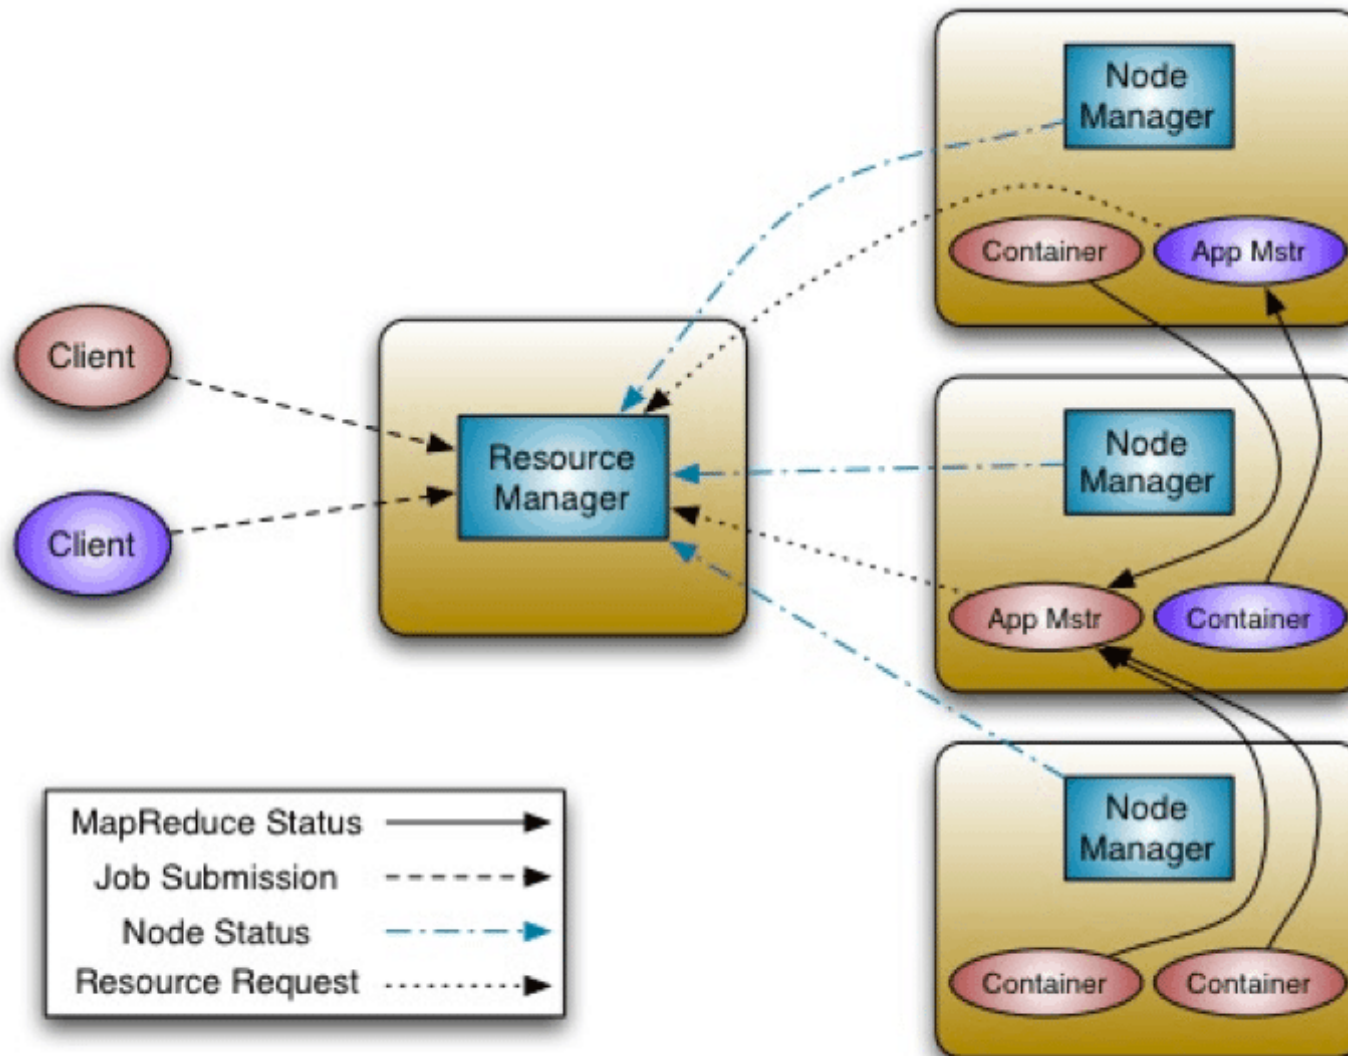 Node
Manager
Container
App Mstr
Client
Resource
Manager
Client
Node
Manager
App Mstr
Container
Node
Manager
Container
Container
MapReduce Status
Job Submission
Node Status
Resource Request